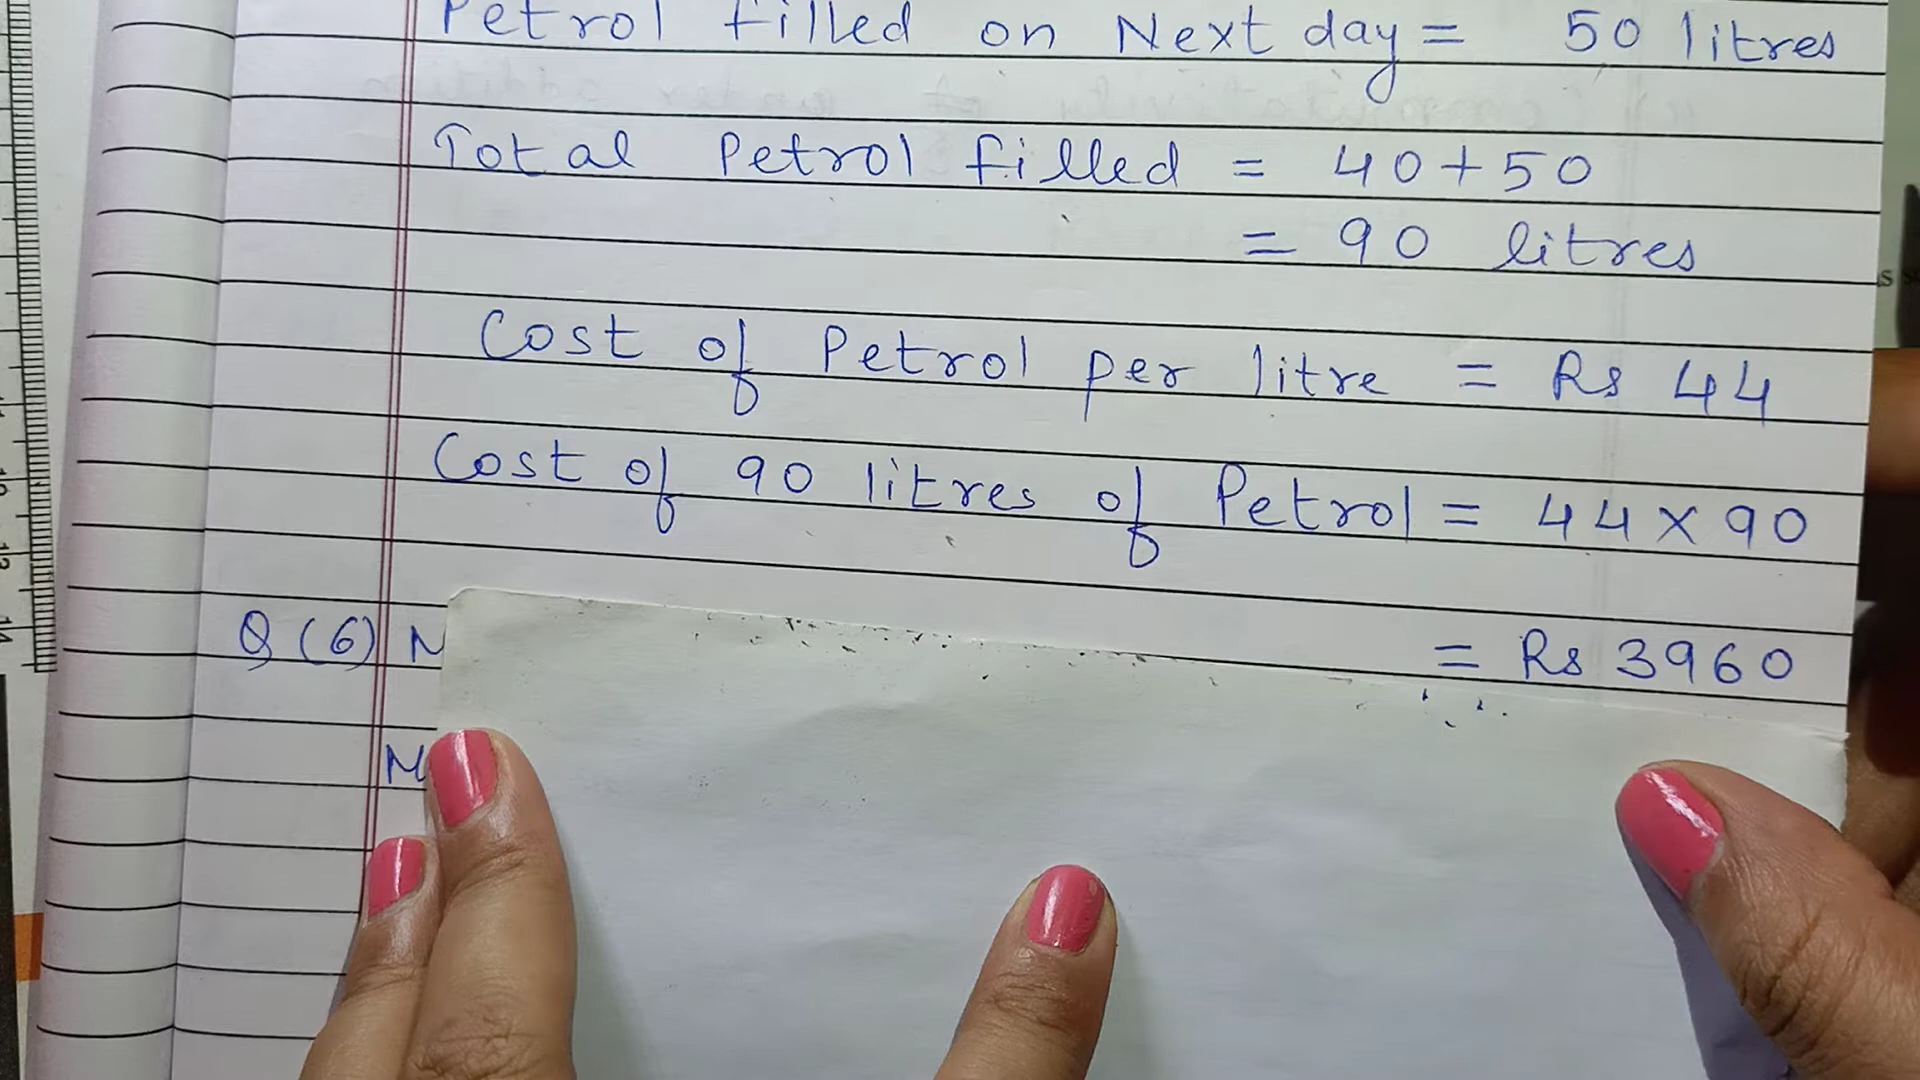 Petrol filled on Next day = 50 litres
Total Petrol filled = 40+50
= 90 litres
Cost of Petrol per litre = Rs 44
Cost of 90 litres of Petrol = 44×90
= Rs 3960
Q (6) N
M